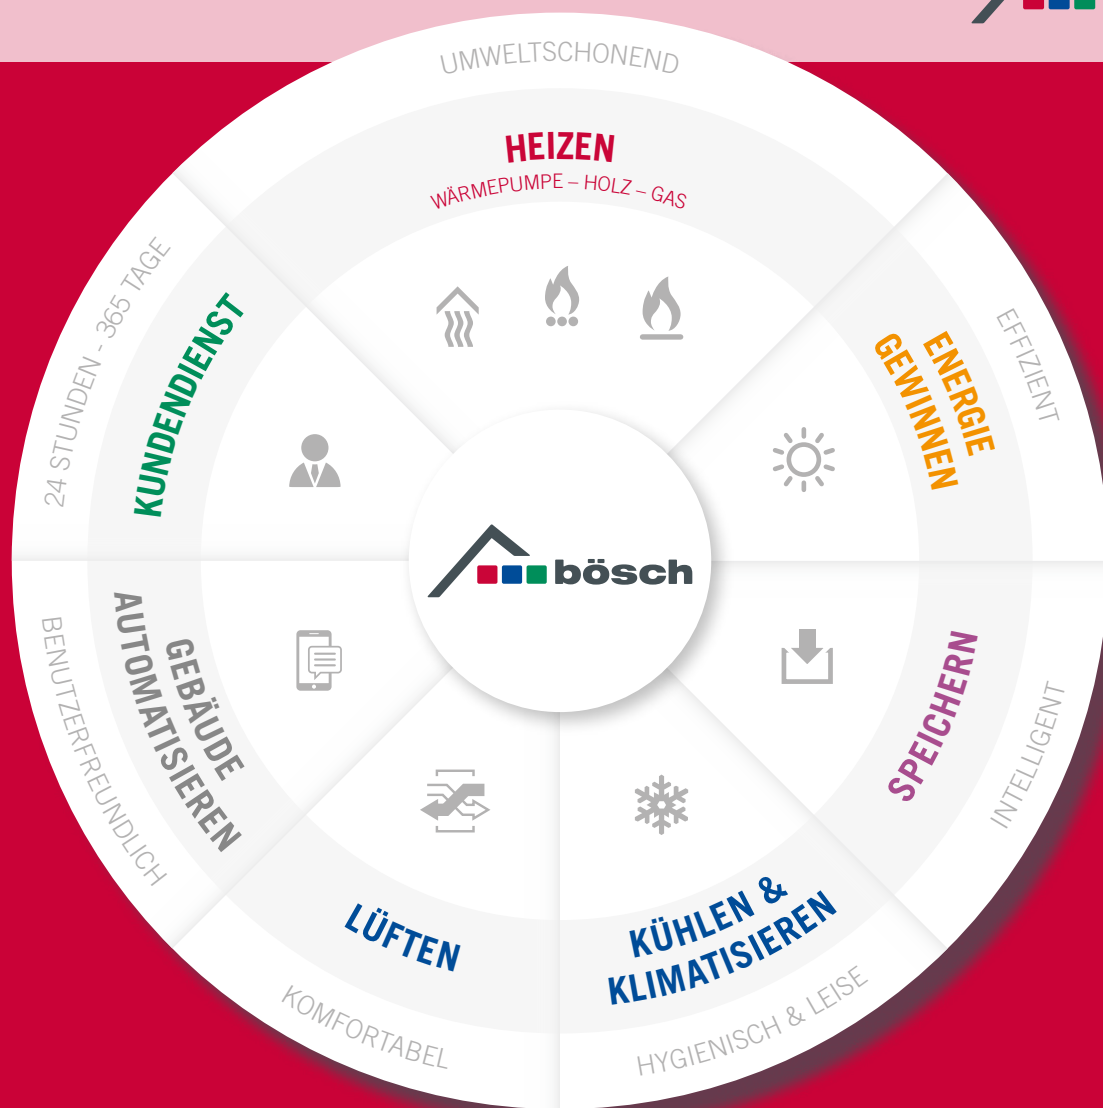 UMWELTSCHONEND
HEIZEN
WÄRMEPUMPE – HOLZ – GAS
EFFIZIENT
ENERGIE
GEWINNEN
INTELLIGENT
SPEICHERN
KÜHLEN &
KLIMATISIEREN
HYGIENISCH & LEISE
LÜFTEN
KOMFORTABEL
GEBÄUDE
AUTOMATISIEREN
BENUTZERFREUNDLICH
KUNDENDIENST
24 STUNDEN - 365 TAGE
bösch